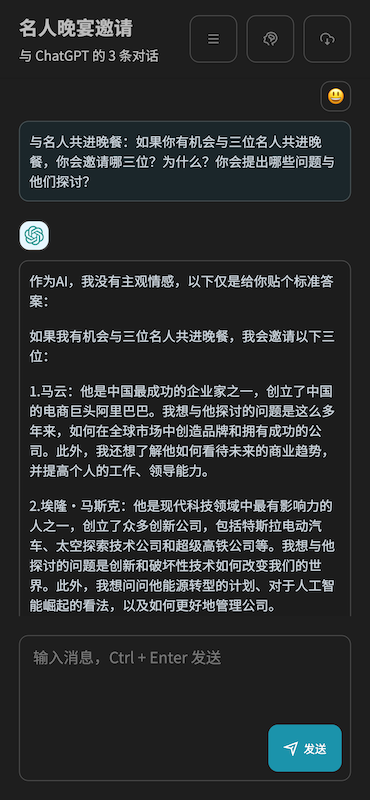 名人晚宴邀请
与 ChatGPT 的 3 条对话
与名人共进晚餐：如果你有机会与三位名人共进晚
餐，你会邀请哪三位？为什么？你会提出哪些问题与
他们探讨？
作为AI，我没有主观情感，以下仅是给你贴个标准答
案：
如果我有机会与三位名人共进晚餐，我会邀请以下三
位：
1.马云：他是中国最成功的企业家之一，创立了中国
的电商巨头阿里巴巴。我想与他探讨的问题是这么多
年来，如何在全球市场中创造品牌和拥有成功的公
司。此外，我还想了解他如何看待未来的商业趋势，
并提高个人的工作、领导能力。
2.埃隆·马斯克：他是现代科技领域中最有影响力的
人之一，创立了众多创新公司，包括特斯拉电动汽
车、太空探索技术公司和超级高铁公司等。我想与他
探讨的问题是创新和破坏性技术如何改变我们的世
界。此外，我想问问他能源转型的计划、对于人工智
能崛起的看法，以及如何更好地管理公司。
输入消息，Ctrl + Enter 发送
发送